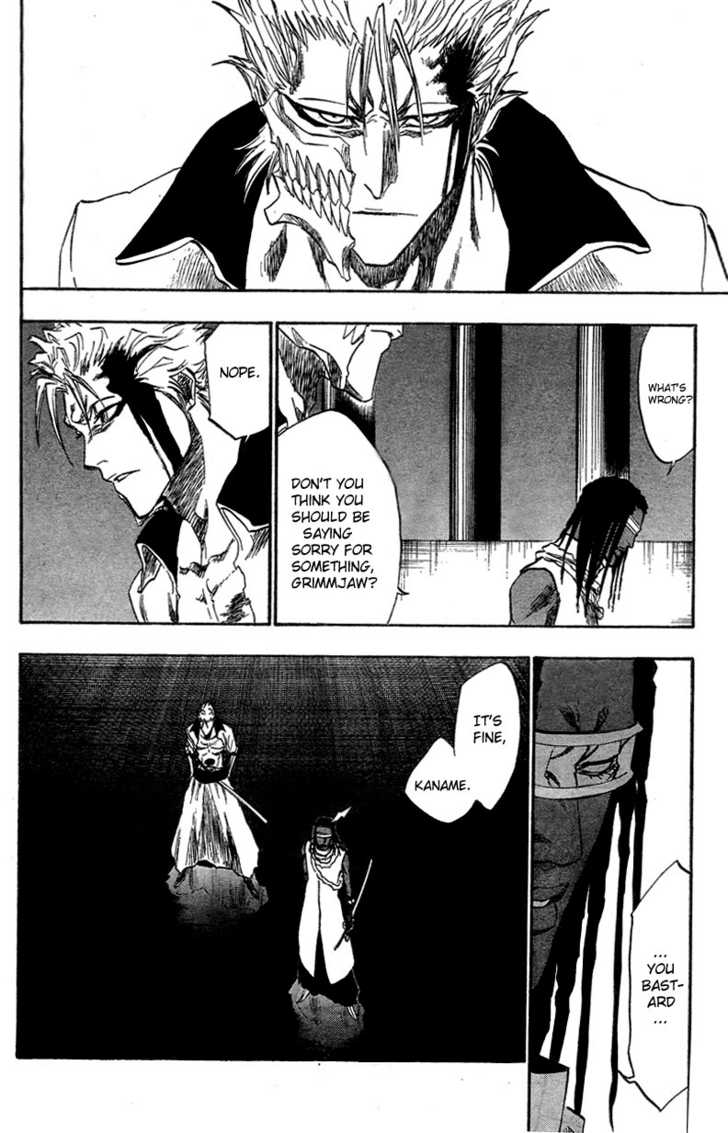 WHAT'S
WRONG?
DON'T YOU
THINK YOU
SHOULD BE
SAYING
SORRY FOR
SOMETHING,
GRIMMJAW?
NOPE.
...
YOU
BAST-
ARD
...
IT'S
FINE,
KANAME.